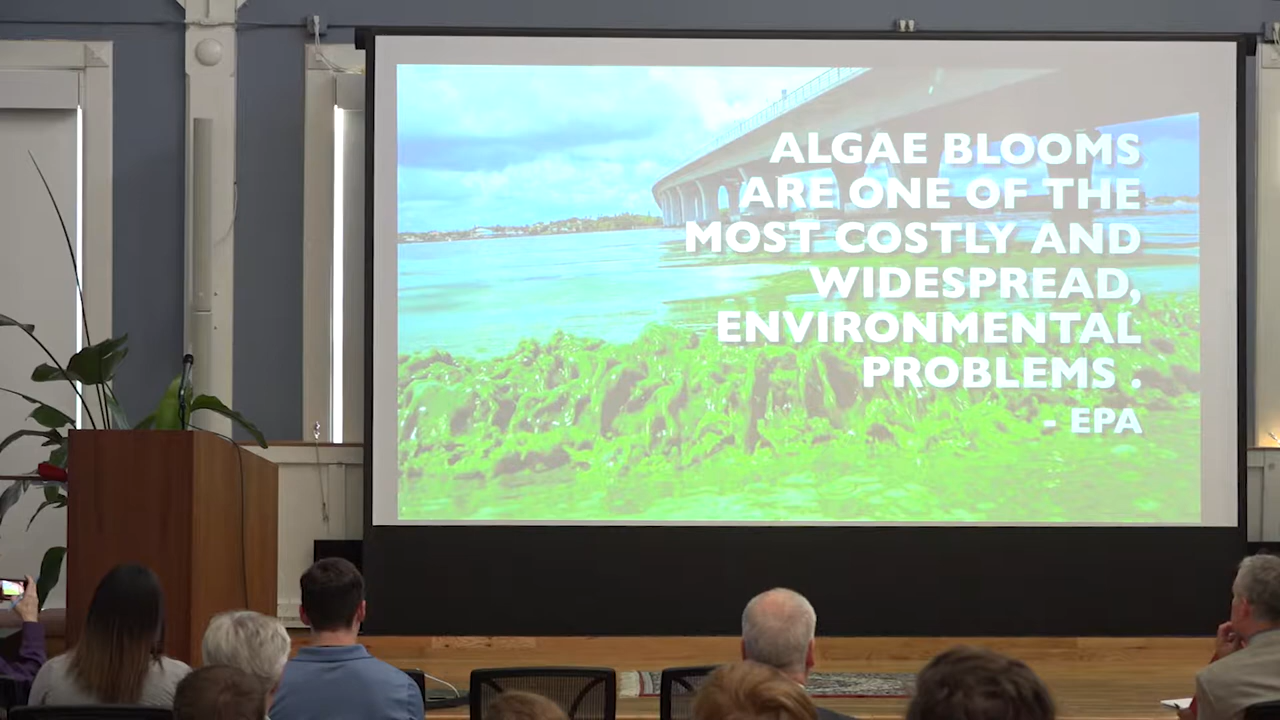 ALGAE BLOOMS
ARE ONE OF THE
MOST COSTLY AND
WIDESPREAD,
ENVIRONMENTAL
PROBLEMS .
- EPA